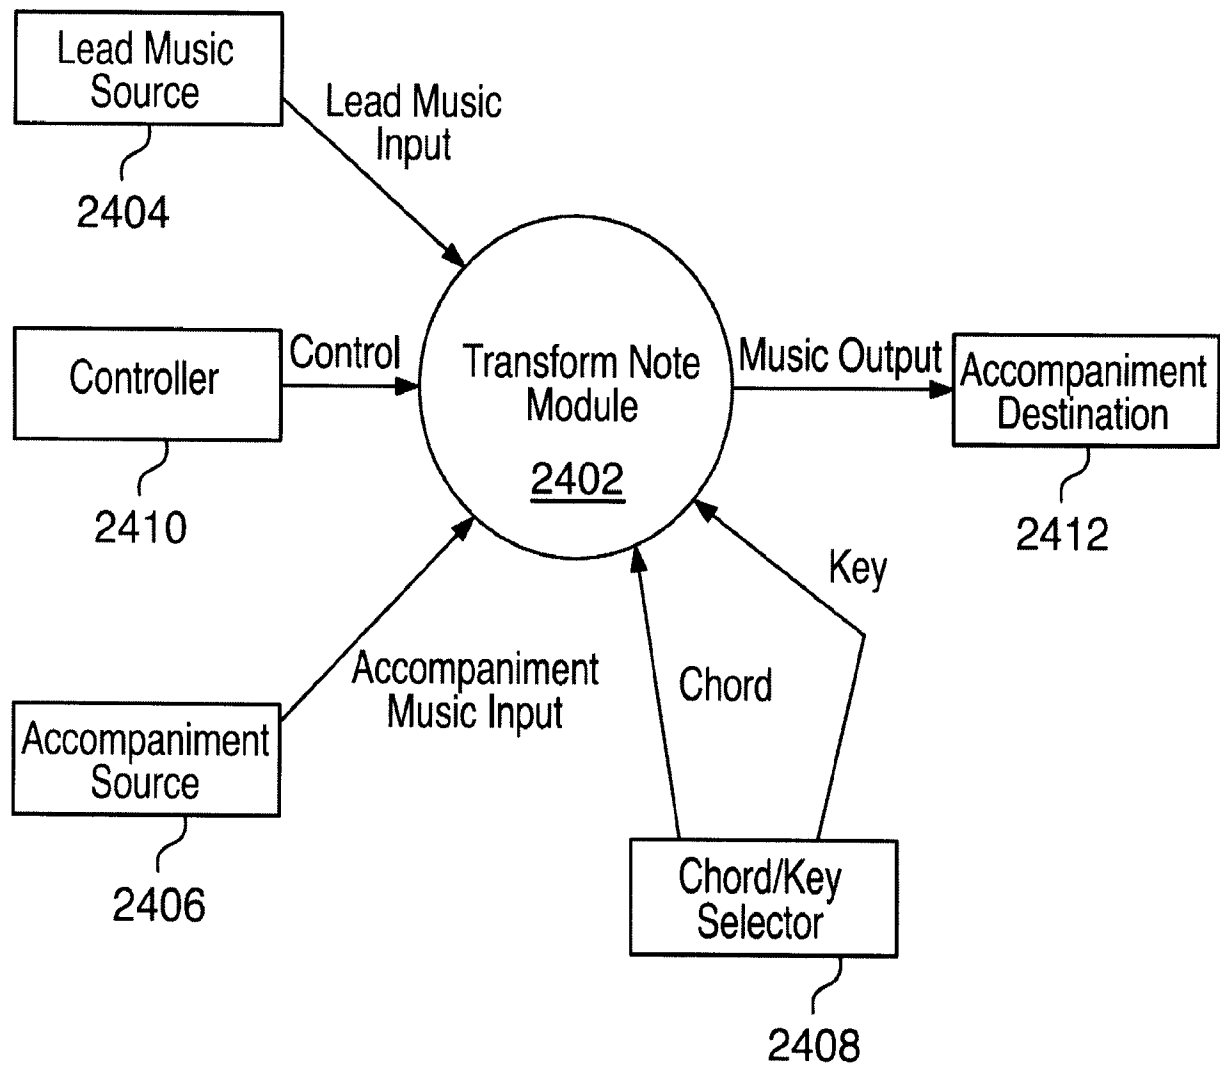 Lead Music
Source
2404
Lead Music
Input
Controller
2410
Control
Transform Note
Module
2402
Music Output
Accompaniment
Destination
2412
Accompaniment
Source
2406
Accompaniment
Music Input
Chord
Key
Chord/Key
Selector
2408